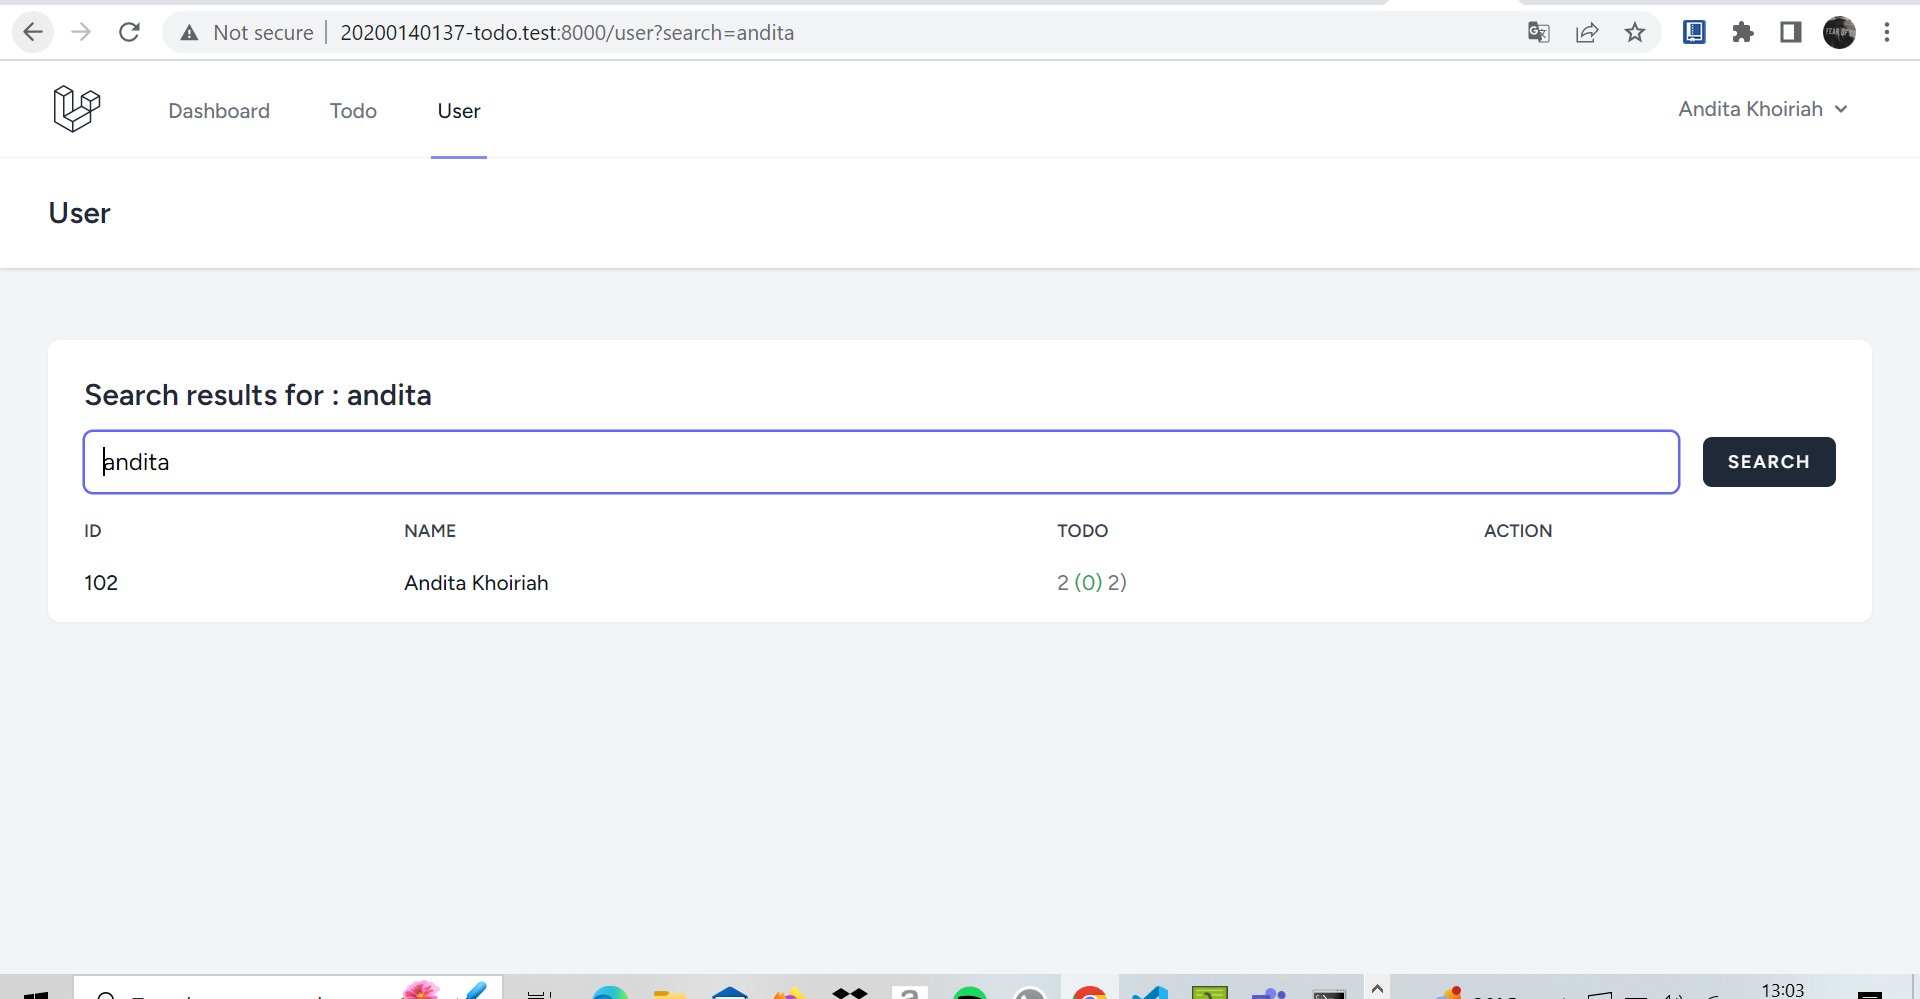 Not secure | 20200140137-todo.test:8000/user?search=andita
Dashboard Todo User Andita Khoiriah
User
Search results for : andita
andita SEARCH
ID NAME TODO ACTION
102 Andita Khoiriah 2 (0) 2)
13:03